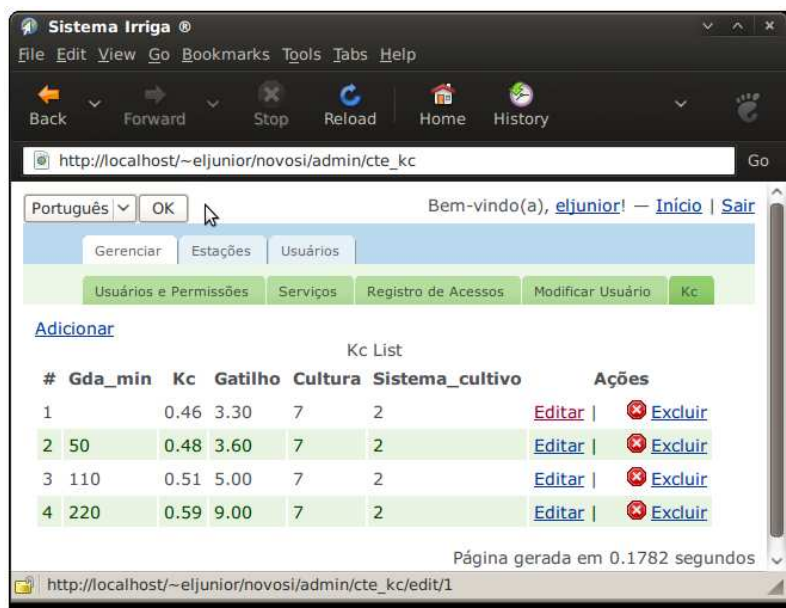 Sistema Irriga ®
File Edit View Go Bookmarks Tools Tabs Help
Back Forward Stop Reload Home History
http://localhost/~eljunior/novosi/admin/cte_kc Go
Português OK Bem-vindo(a), eljunior! — Início | Sair
Gerenciar Estações Usuários
Usuários e Permissões Serviços Registro de Acessos Modificar Usuário Kc
Adicionar
Kc List
# Gda_min Kc Gatilho Cultura Sistema_cultivo Ações
1 0.46 3.30 7 2 Editar | Excluir
2 50 0.48 3.60 7 2 Editar | Excluir
3 110 0.51 5.00 7 2 Editar | Excluir
4 220 0.59 9.00 7 2 Editar | Excluir
Página gerada em 0.1782 segundos
http://localhost/~eljunior/novosi/admin/cte_kc/edit/1